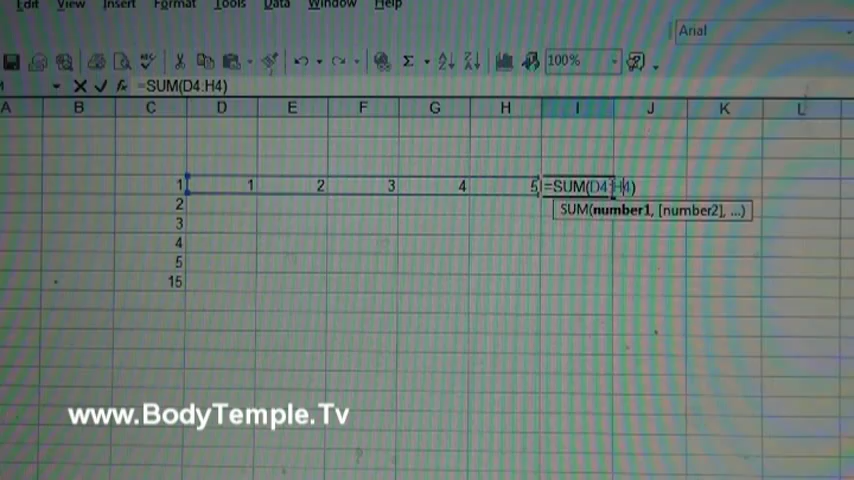 Edit View Insert Format Tools Data Window Help
Arial
Σ 100%
=SUM(D4:H4)
A B C D E F G H I J K L
1 1 2 3 4 5 =SUM(D4:H4)
2 SUM(number1, [number2], ...)
3
4
5
15
www.BodyTemple.Tv